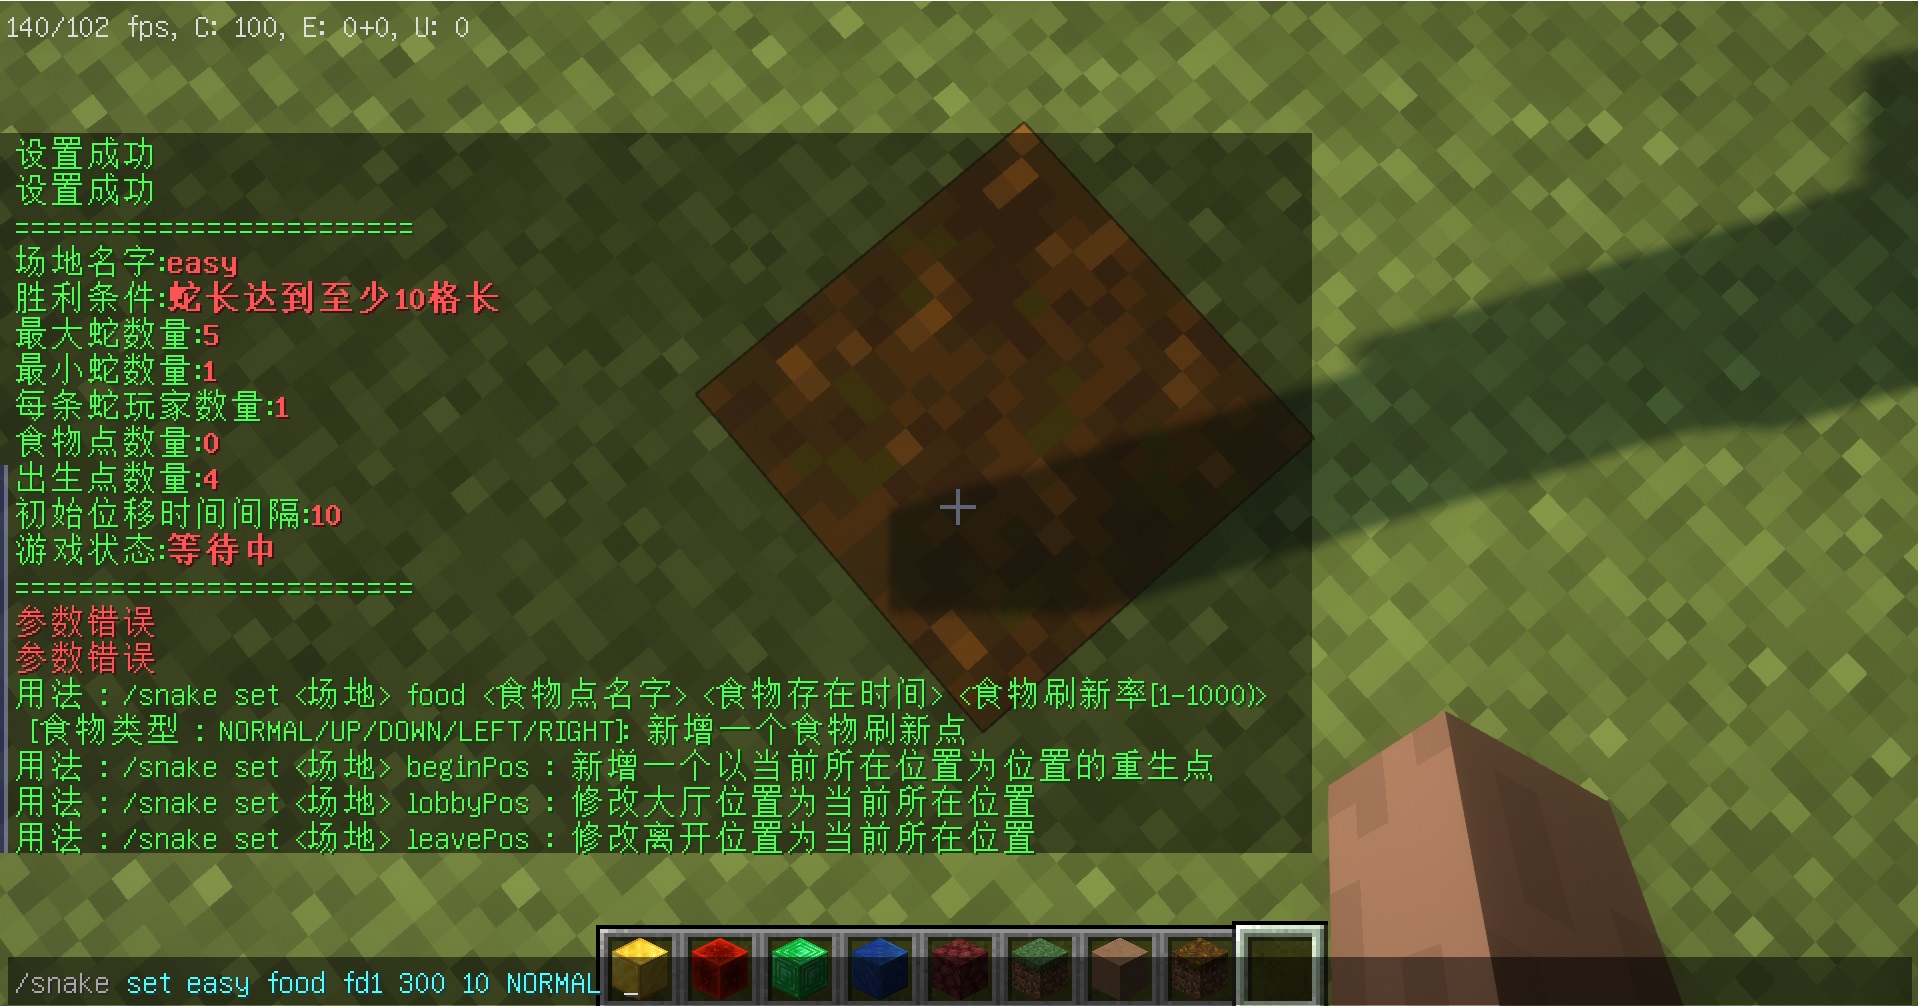 140/102 fps, C: 100, E: 0+0, U: 0
设置成功
设置成功
=========================
场地名字:easy
胜利条件:蛇长达到至少10格长
最大蛇数量:5
最小蛇数量:1
每条蛇玩家数量:1
食物点数量:0
出生点数量:4
初始位移时间间隔:10
游戏状态:等待中
=========================
参数错误
参数错误
用法 : /snake set <场地> food <食物点名字> <食物存在时间> <食物刷新率[1-1000)>
[食物类型 : NORMAL/UP/DOWN/LEFT/RIGHT]: 新增一个食物刷新点
用法 : /snake set <场地> beginPos : 新增一个以当前所在位置为位置的重生点
用法 : /snake set <场地> lobbyPos : 修改大厅位置为当前所在位置
用法 : /snake set <场地> leavePos : 修改离开位置为当前所在位置
/snake set easy food fd1 300 10 NORMAL_